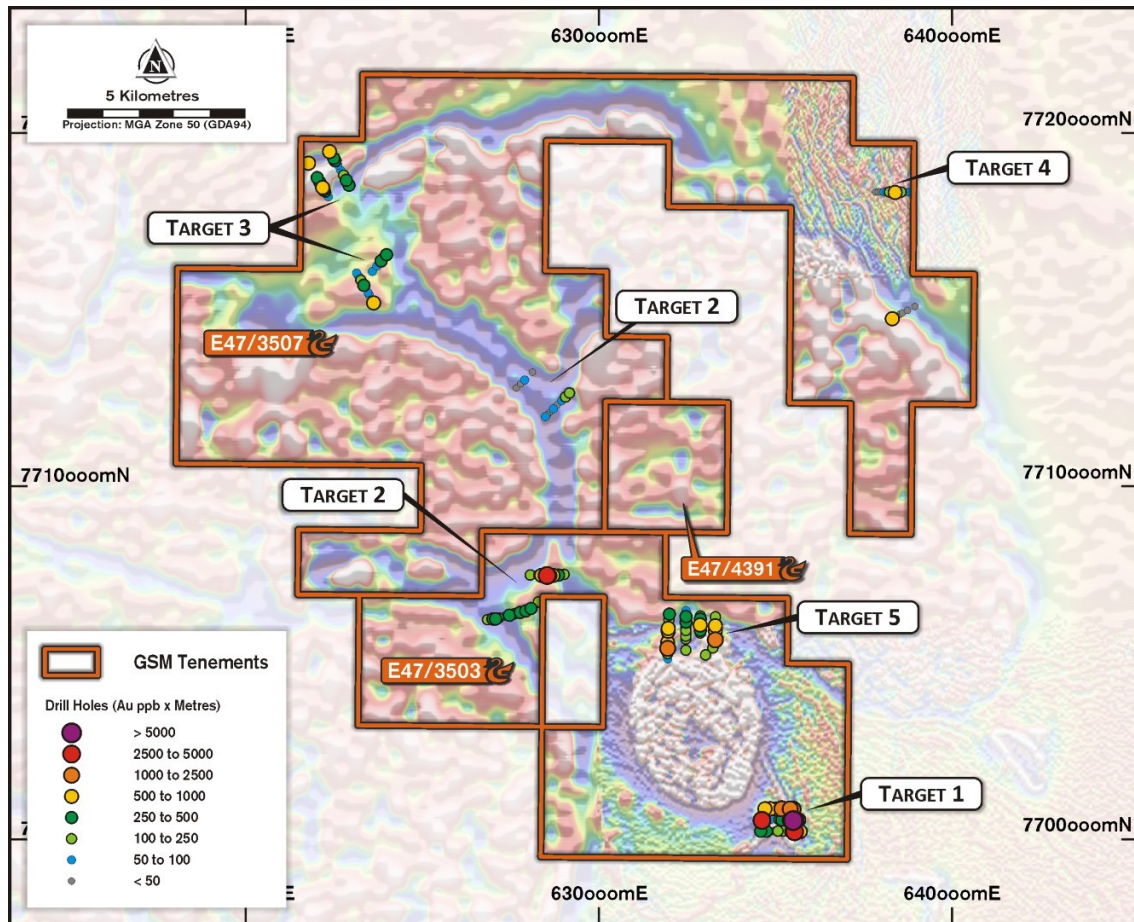 N
5 Kilometres
Projection: MGA Zone 50 (GDA94)
630000mE
640000mE
7720000mN
TARGET 4
TARGET 3
TARGET 2
E47/3507
7710000mN
7710000mN
TARGET 2
E47/4391
TARGET 5
E47/3503
TARGET 1
7700000mN
630000mE
640000mE
GSM Tenements
Drill Holes (Au ppb x Metres)
> 5000
2500 to 5000
1000 to 2500
500 to 1000
250 to 500
100 to 250
50 to 100
< 50